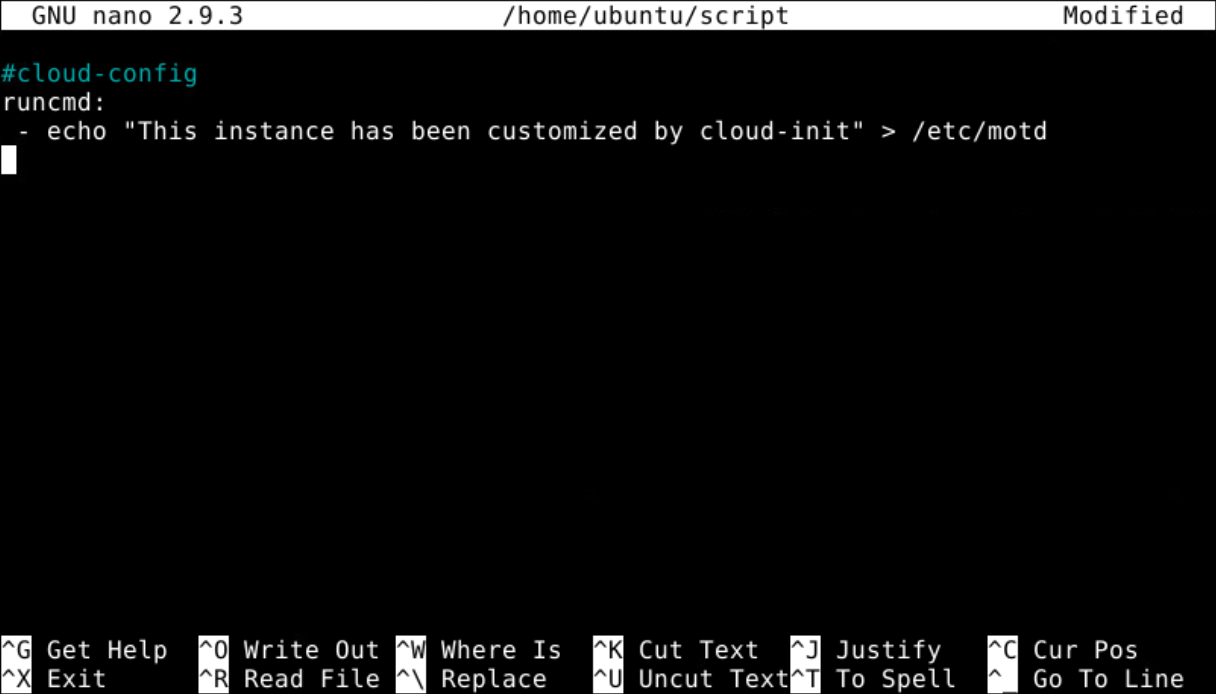 GNU nano 2.9.3 /home/ubuntu/script Modified
#cloud-config
runcmd:
 - echo "This instance has been customized by cloud-init" > /etc/motd
^G Get Help ^O Write Out ^W Where Is ^K Cut Text ^J Justify ^C Cur Pos
^X Exit ^R Read File ^\ Replace ^U Uncut Text ^T To Spell ^_ Go To Line